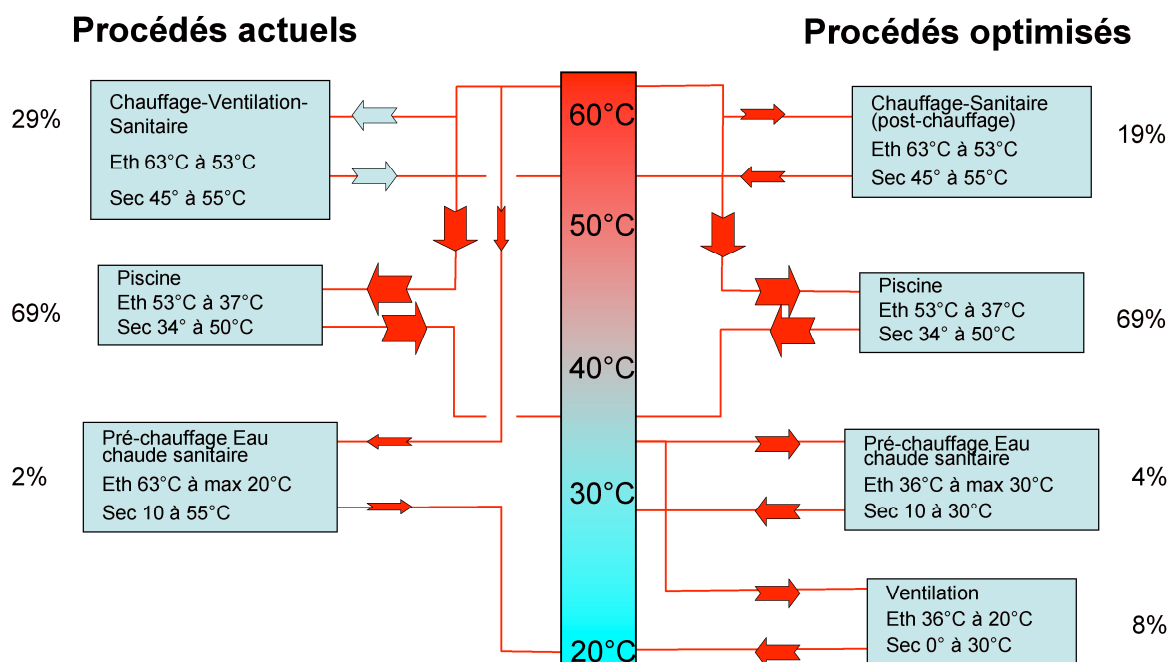 Procédés actuels
29%
Chauffage-Ventilation-
Sanitaire
Eth 63°C à 53°C
Sec 45° à 55°C
69%
Piscine
Eth 53°C à 37°C
Sec 34° à 50°C
2%
Pré-chauffage Eau
chaude sanitaire
Eth 63°C à max 20°C
Sec 10 à 55°C
60°C
50°C
40°C
30°C
20°C
Procédés optimisés
Chauffage-Sanitaire
(post-chauffage)
Eth 63°C à 53°C
Sec 45° à 55°C
19%
Piscine
Eth 53°C à 37°C
Sec 34° à 50°C
69%
Pré-chauffage Eau
chaude sanitaire
Eth 36°C à max 30°C
Sec 10 à 30°C
4%
Ventilation
Eth 36°C à 20°C
Sec 0° à 30°C
8%